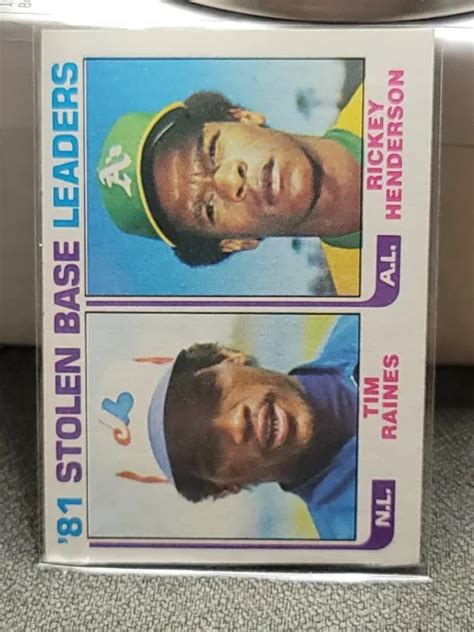 '81 STOLEN BASE LEADERS
A's
TIM
RAINES
N.L.
RICKEY
HENDERSON
A.L.